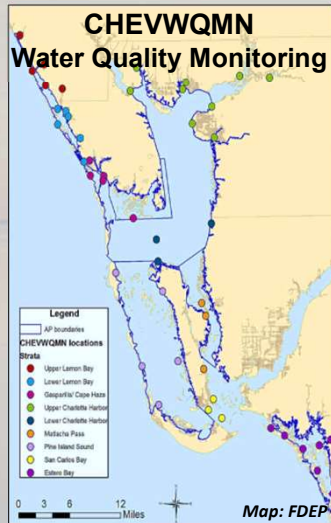 CHEVWQMN
Water Quality Monitoring
Legend
AP boundaries
CHEVWQMN locations
Strata
Upper Lemon Bay
Lower Lemon Bay
Gasparilla/ Cape Haze
Upper Charlotte Harbor
Lower Charlotte Harbor
Matlacha Pass
Pine Island Sound
San Carlos Bay
Estero Bay
0 3 6 12
Miles
Map: FDEP